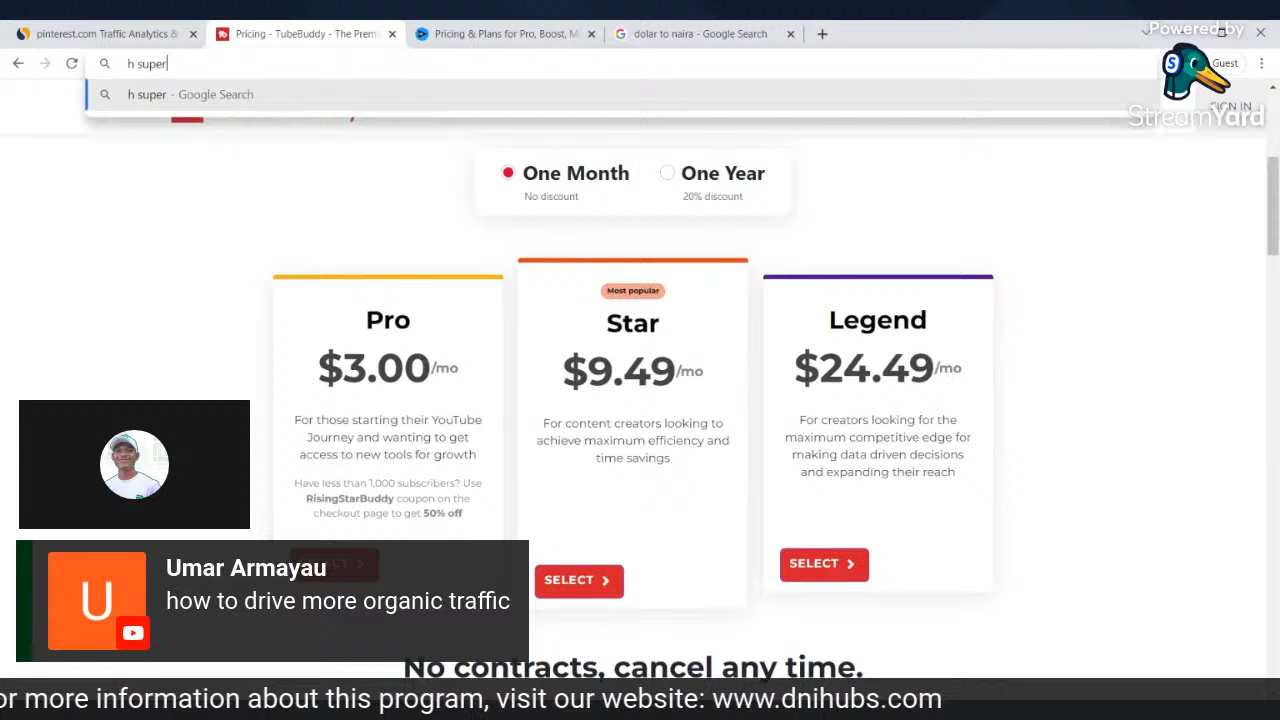 pinterest.com Traffic Analytics &
Pricing - TubeBuddy - The Prem
Pricing & Plans for Pro, Boost, M
dolar to naira - Google Search
Powered by
h super
Guest
h super - Google Search
SIGN IN
StreamYard
One Month
No discount
One Year
20% discount
Pro
$3.00/mo
For those starting their YouTube
Journey and wanting to get
access to new tools for growth
Have less than 1,000 subscribers? Use
RisingStarBuddy coupon on the
checkout page to get 50% off
Most popular
Star
$9.49/mo
For content creators looking to
achieve maximum efficiency and
time savings
SELECT
Legend
$24.49/mo
For creators looking for the
maximum competitive edge for
making data driven decisions
and expanding their reach
SELECT
U
Umar Armayau
how to drive more organic traffic
No contracts, cancel any time.
or more information about this program, visit our website: www.dnihubs.com